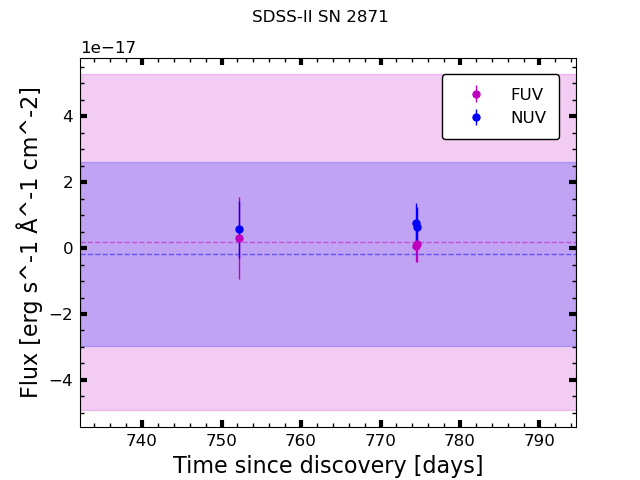 SDSS-II SN 2871
1e−17
FUV
NUV
4
2
0
−2
−4
Flux [erg s^-1 Å^-1 cm^-2]
740 750 760 770 780 790
Time since discovery [days]